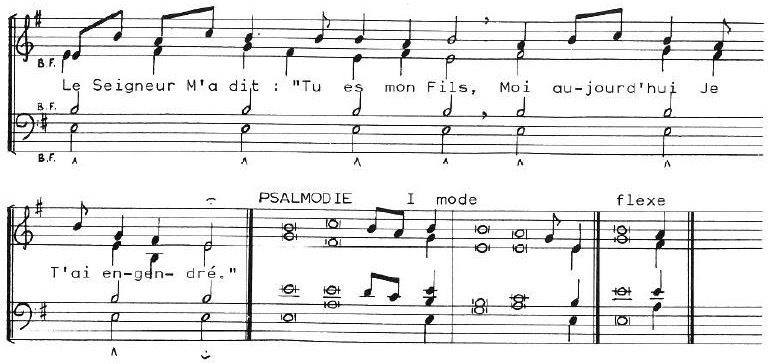 B.F.
Le Seigneur M'a dit : "Tu es mon Fils, Moi au-jourd'hui Je
B.F.
B.F.
PSALMODIE I mode flexe
T'ai en-gen-dré."